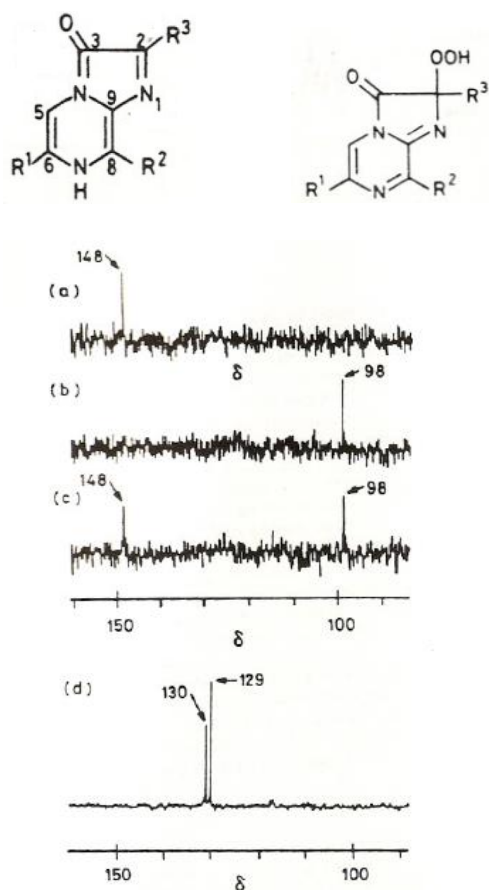 O 3 2 R³
5 N 9 N 1
R¹ 6 N 8 R²
H
OOH
O R³
N N
R¹ N R²
148
(a)
δ
(b) 98
148 98
(c)
150 100
δ
(d) 130 129
150 100
δ